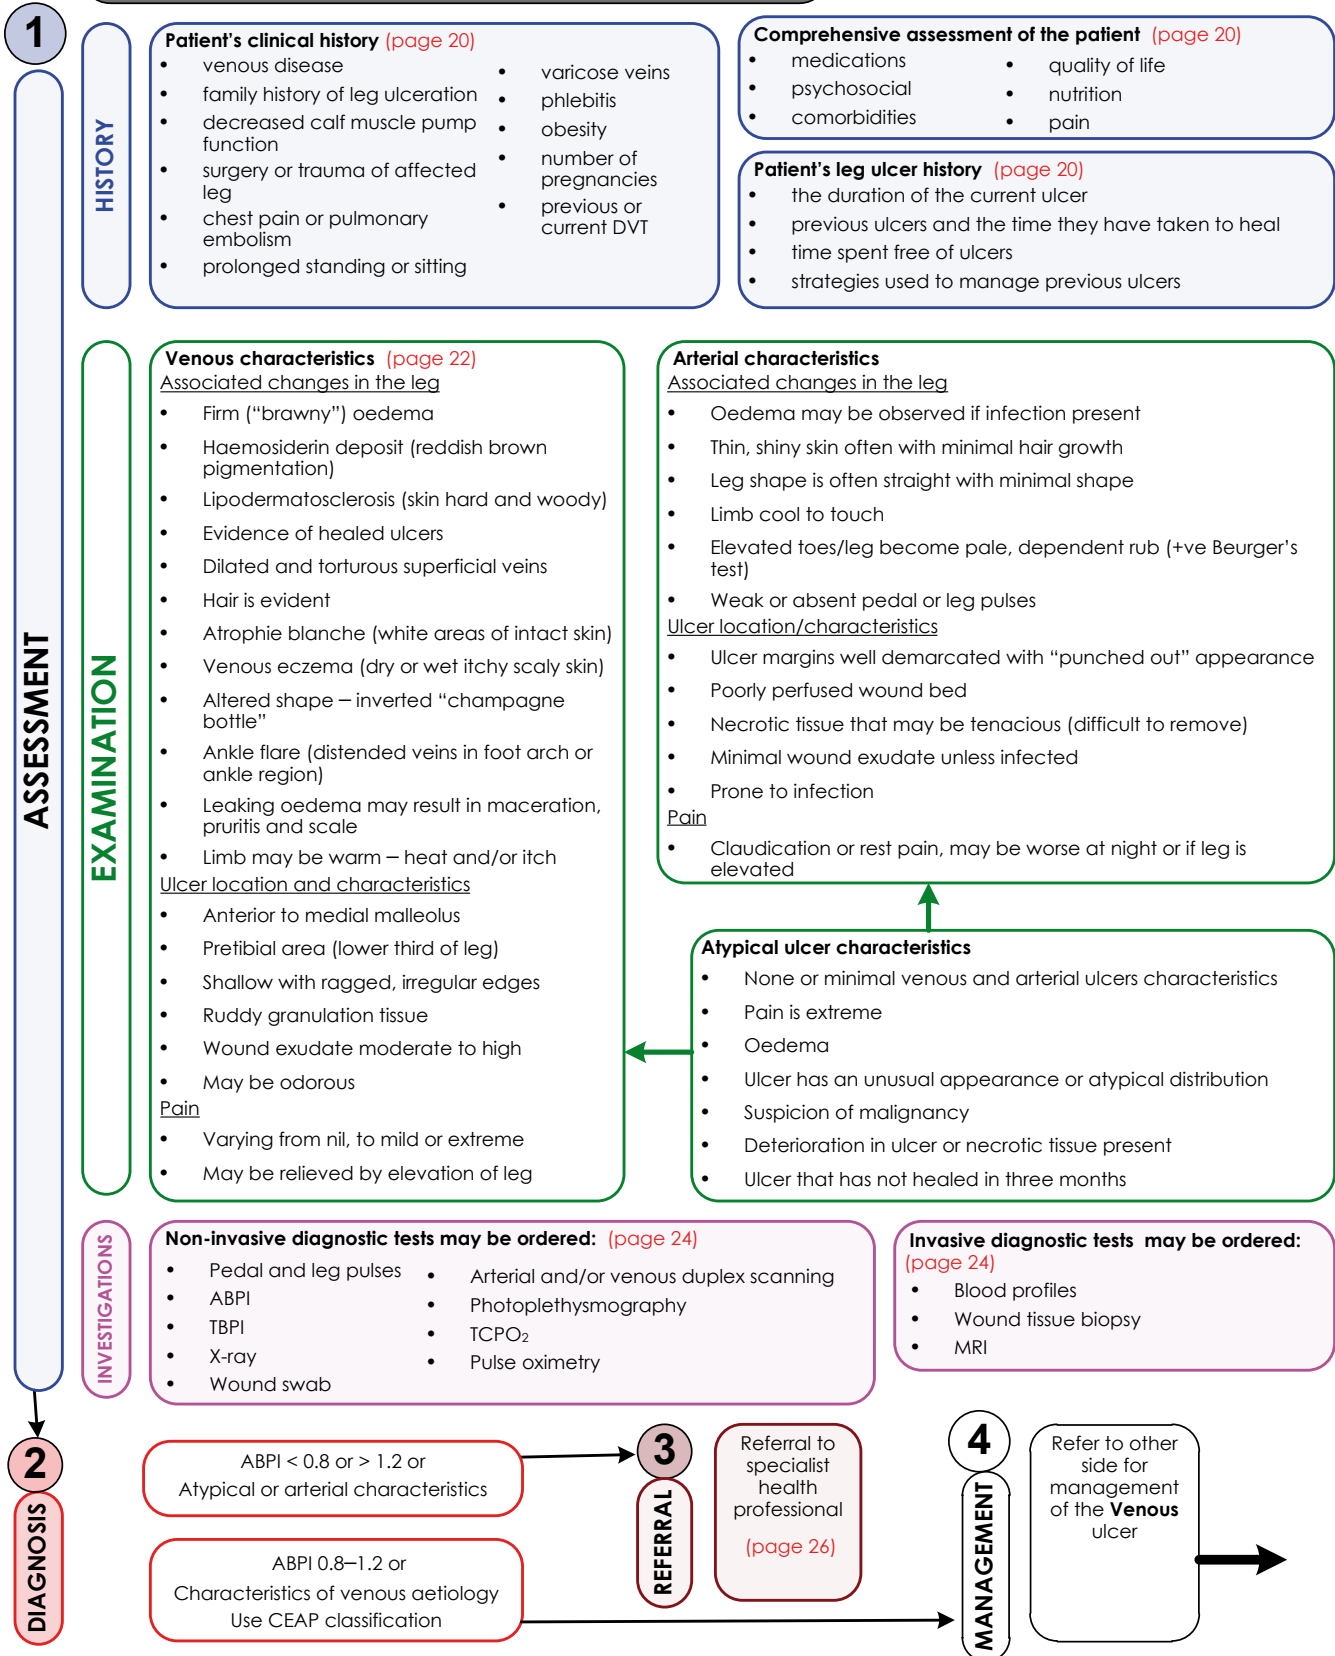 1
ASSESSMENT
HISTORY
Patient's clinical history (page 20)
• venous disease
• family history of leg ulceration
• decreased calf muscle pump
function
• surgery or trauma of affected
leg
• chest pain or pulmonary
embolism
• prolonged standing or sitting
• varicose veins
• phlebitis
• obesity
• number of
pregnancies
• previous or
current DVT
Comprehensive assessment of the patient (page 20)
• medications
• psychosocial
• comorbidities
• quality of life
• nutrition
• pain
Patient's leg ulcer history (page 20)
• the duration of the current ulcer
• previous ulcers and the time they have taken to heal
• time spent free of ulcers
• strategies used to manage previous ulcers
EXAMINATION
Venous characteristics (page 22)
Associated changes in the leg
• Firm (“brawny”) oedema
• Haemosiderin deposit (reddish brown
pigmentation)
• Lipodermatosclerosis (skin hard and woody)
• Evidence of healed ulcers
• Dilated and torturous superficial veins
• Hair is evident
• Atrophie blanche (white areas of intact skin)
• Venous eczema (dry or wet itchy scaly skin)
• Altered shape – inverted “champagne
bottle”
• Ankle flare (distended veins in foot arch or
ankle region)
• Leaking oedema may result in maceration,
pruritis and scale
• Limb may be warm – heat and/or itch
Ulcer location and characteristics
• Anterior to medial malleolus
• Pretibial area (lower third of leg)
• Shallow with ragged, irregular edges
• Ruddy granulation tissue
• Wound exudate moderate to high
• May be odorous
Pain
• Varying from nil, to mild or extreme
• May be relieved by elevation of leg
Arterial characteristics
Associated changes in the leg
• Oedema may be observed if infection present
• Thin, shiny skin often with minimal hair growth
• Leg shape is often straight with minimal shape
• Limb cool to touch
• Elevated toes/leg become pale, dependent rub (+ve Beurger's
test)
• Weak or absent pedal or leg pulses
Ulcer location/characteristics
• Ulcer margins well demarcated with “punched out” appearance
• Poorly perfused wound bed
• Necrotic tissue that may be tenacious (difficult to remove)
• Minimal wound exudate unless infected
• Prone to infection
Pain
• Claudication or rest pain, may be worse at night or if leg is
elevated
Atypical ulcer characteristics
• None or minimal venous and arterial ulcers characteristics
• Pain is extreme
• Oedema
• Ulcer has an unusual appearance or atypical distribution
• Suspicion of malignancy
• Deterioration in ulcer or necrotic tissue present
• Ulcer that has not healed in three months
INVESTIGATIONS
Non-invasive diagnostic tests may be ordered: (page 24)
• Pedal and leg pulses
• ABPI
• TBPI
• X-ray
• Wound swab
• Arterial and/or venous duplex scanning
• Photoplethysmography
• TCPO₂
• Pulse oximetry
Invasive diagnostic tests may be ordered:
(page 24)
• Blood profiles
• Wound tissue biopsy
• MRI
2
DIAGNOSIS
ABPI < 0.8 or > 1.2 or
Atypical or arterial characteristics
ABPI 0.8–1.2 or
Characteristics of venous aetiology
Use CEAP classification
3
REFERRAL
Referral to
specialist
health
professional
(page 26)
4
MANAGEMENT
Refer to other
side for
management
of the Venous
ulcer